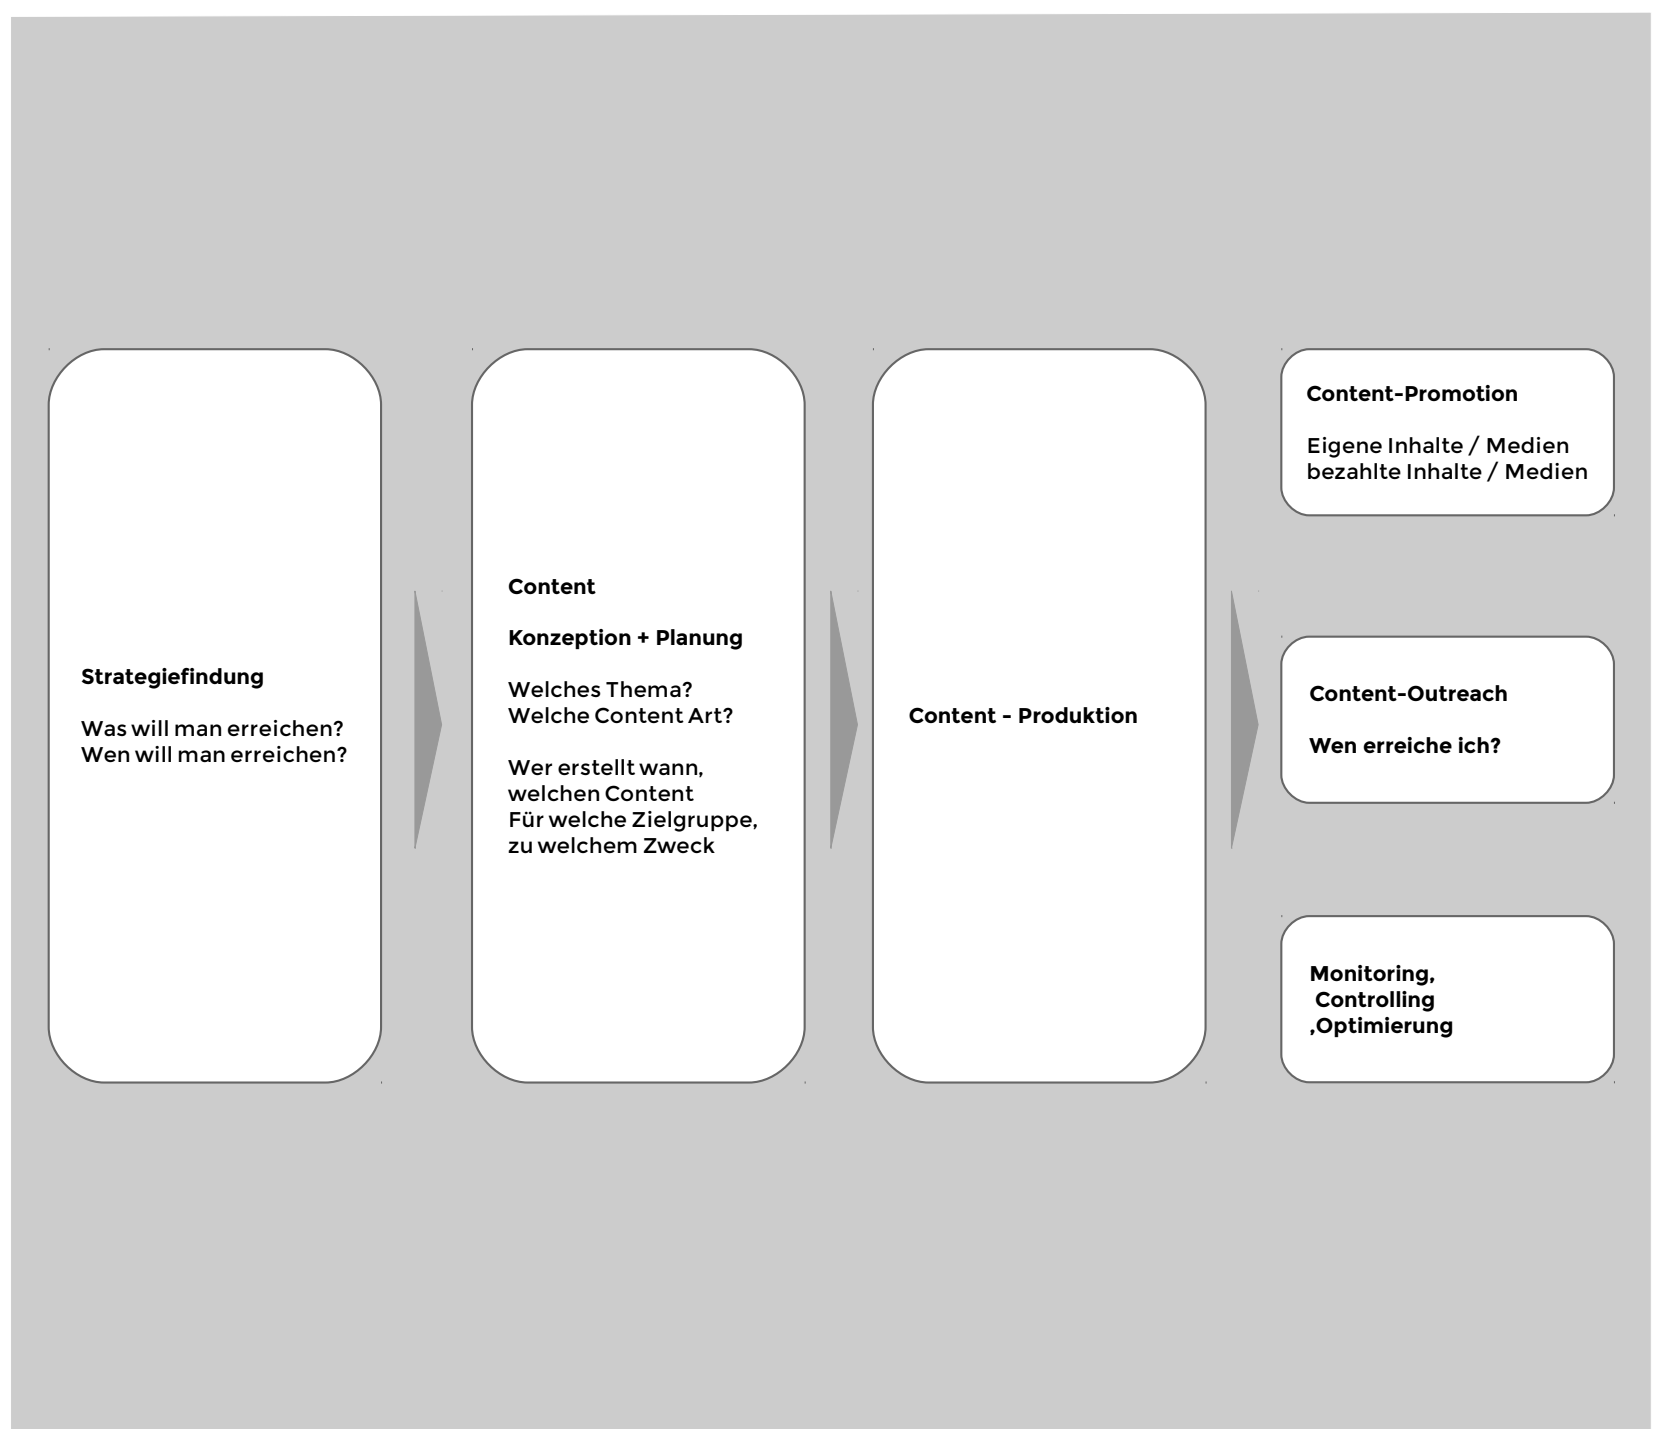 Strategiefindung
Was will man erreichen?
Wen will man erreichen?
Content
Konzeption + Planung
Welches Thema?
Welche Content Art?
Wer erstellt wann,
welchen Content
Für welche Zielgruppe,
zu welchem Zweck
Content - Produktion
Content-Promotion
Eigene Inhalte / Medien
bezahlte Inhalte / Medien
Content-Outreach
Wen erreiche ich?
Monitoring,
Controlling
,Optimierung